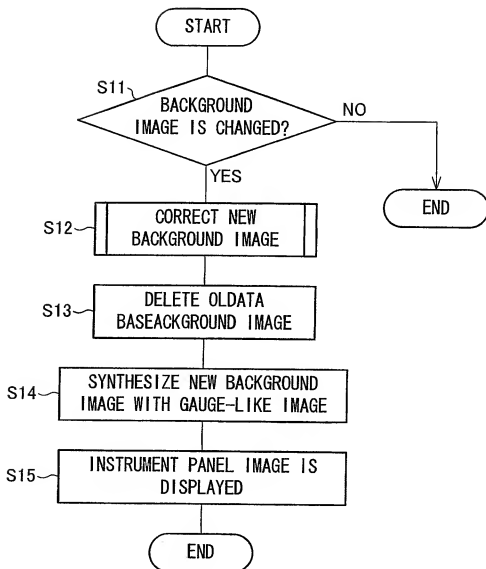 START
S11
BACKGROUND
IMAGE IS CHANGED?
NO
YES
END
S12
CORRECT NEW
BACKGROUND IMAGE
S13
DELETE OLDATA
BASEACKGROUND IMAGE
S14
SYNTHESIZE NEW BACKGROUND
IMAGE WITH GAUGE-LIKE IMAGE
S15
INSTRUMENT PANEL IMAGE IS
DISPLAYED
END